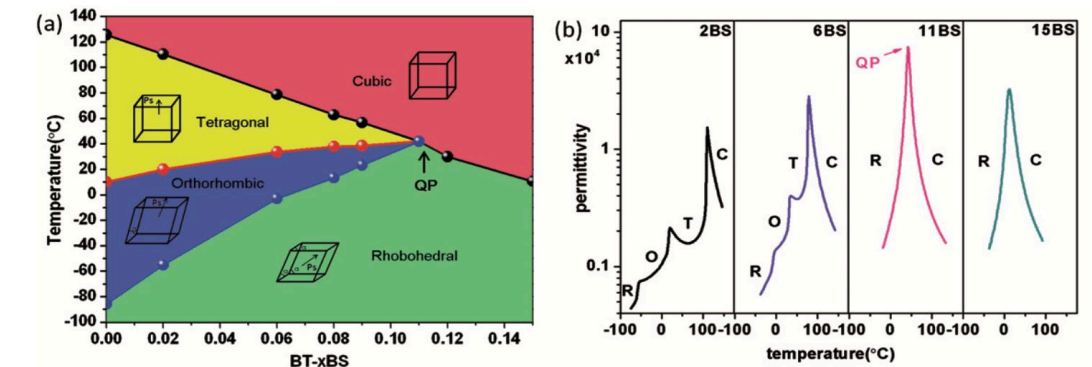 (a)
140
120
100
80
60
40
20
0
-20
-40
-60
-80
-100
Temperature(°C)
Cubic
Ps
Tetragonal
Orthorhombic
Ps
QP
Ps
Rhobohedral
0.00 0.02 0.04 0.06 0.08 0.10 0.12 0.14
BT-xBS
(b)
2BS 6BS 11BS 15BS
x10⁴
10
1
0.1
permittivity
R O T C
R O T C
QP
R C
R C
-100 0 100 -100 0 100 -100 0 100 -100 0 100
temperature(°C)